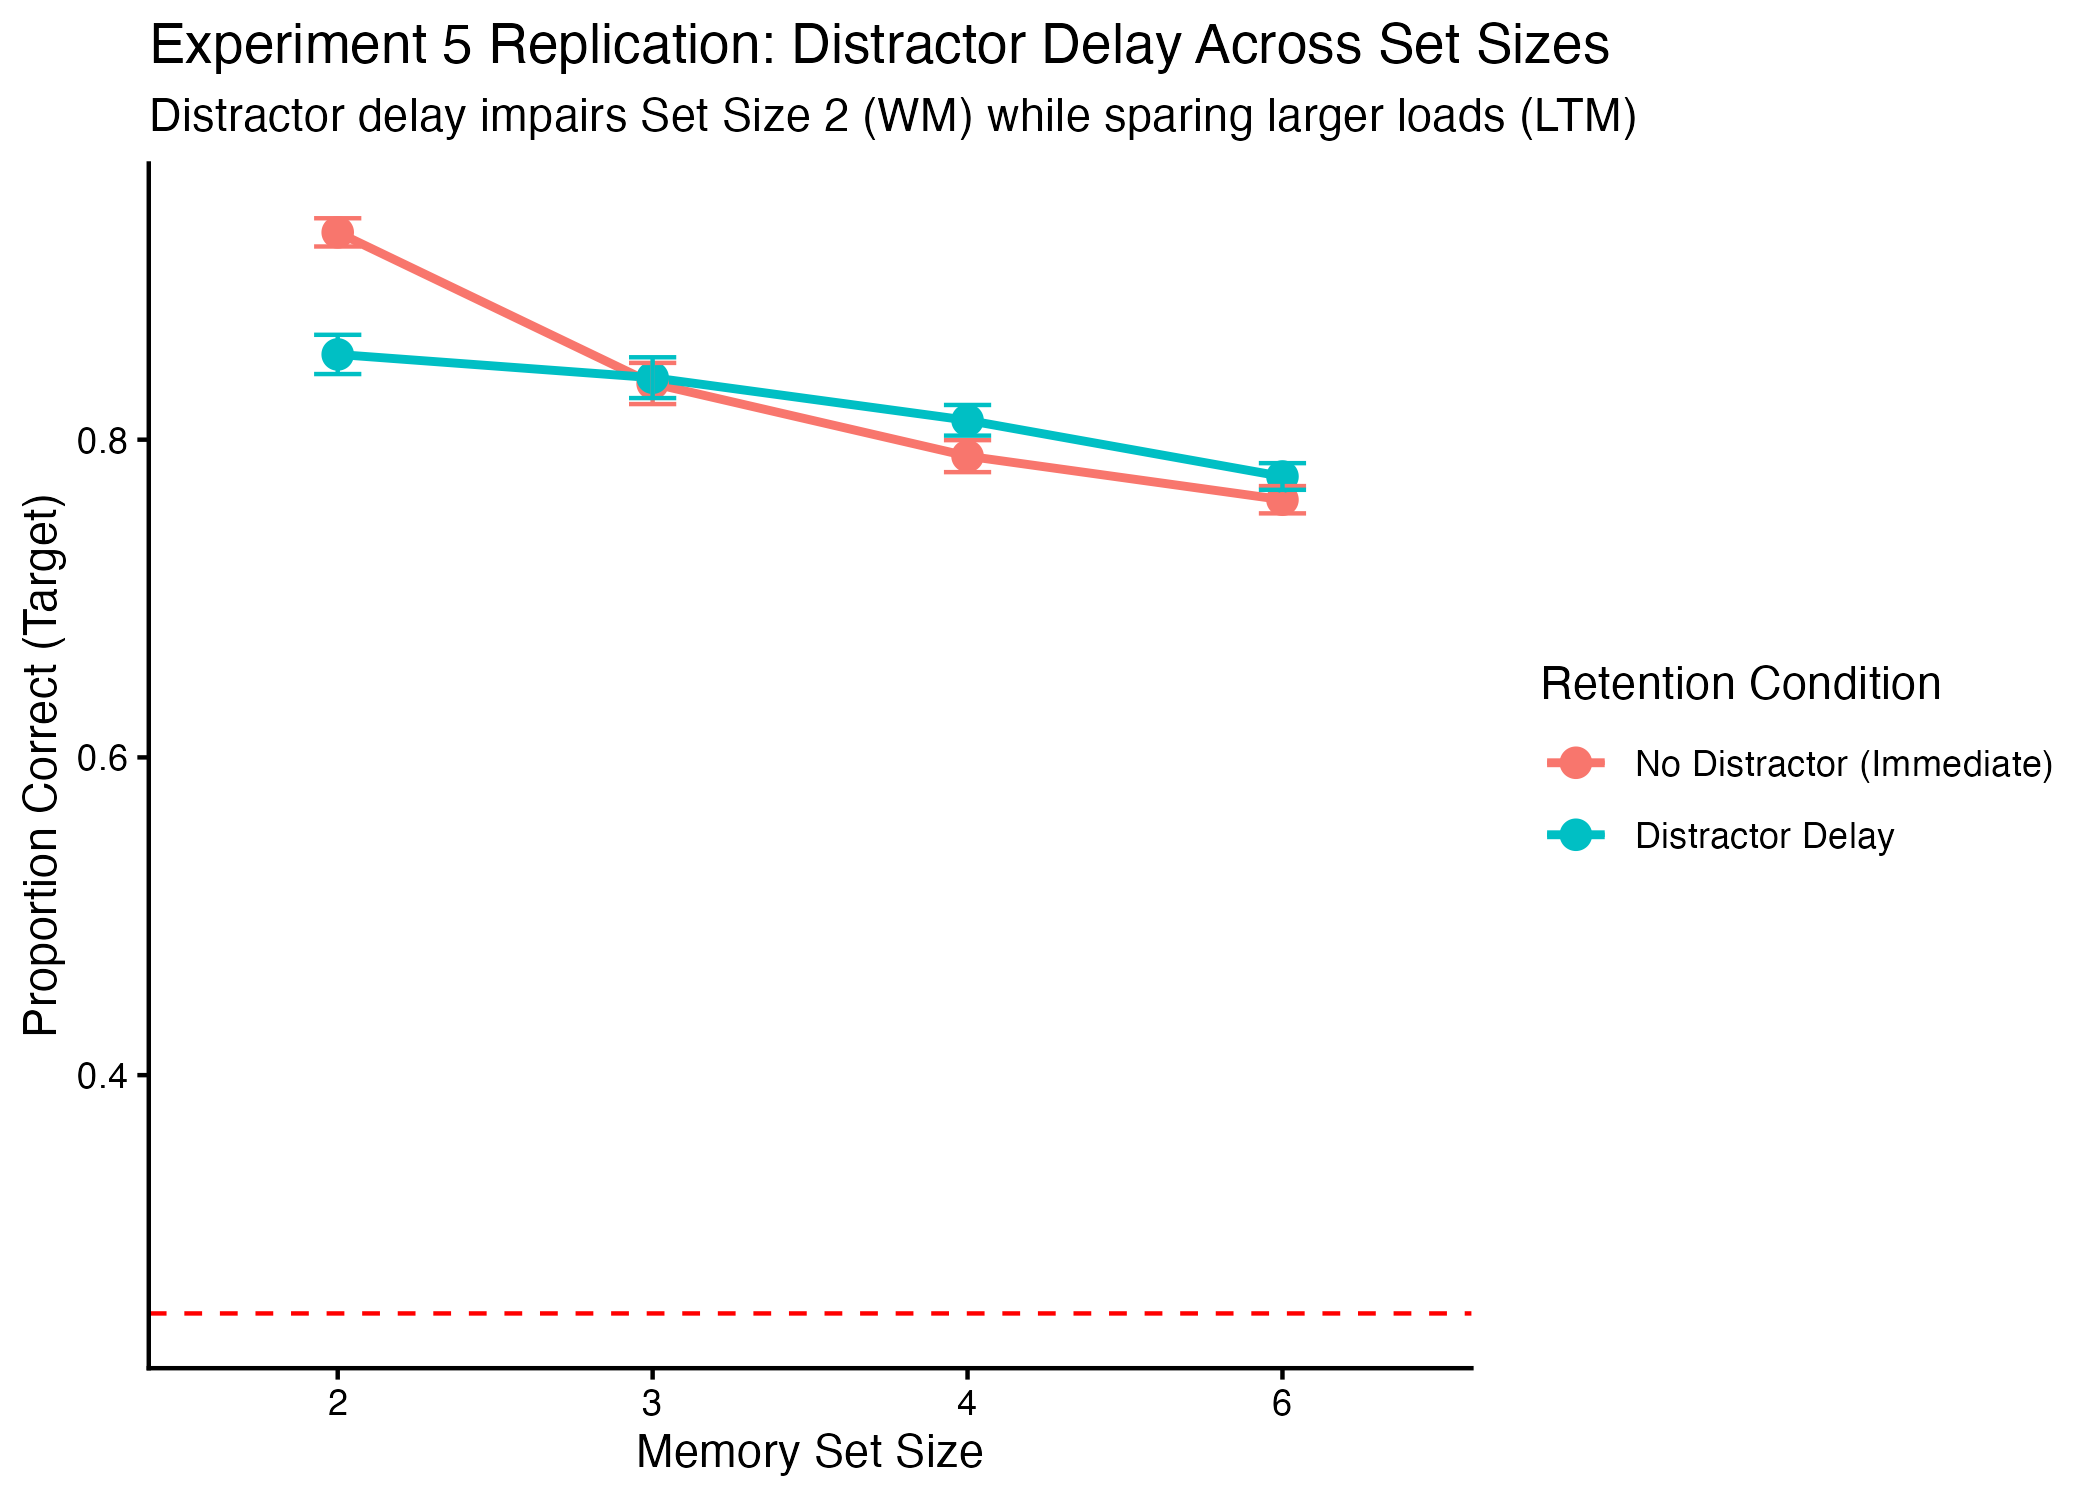 Experiment 5 Replication: Distractor Delay Across Set Sizes
Distractor delay impairs Set Size 2 (WM) while sparing larger loads (LTM)
Proportion Correct (Target)
0.8
0.6
0.4
2
3
4
6
Memory Set Size
Retention Condition
No Distractor (Immediate)
Distractor Delay